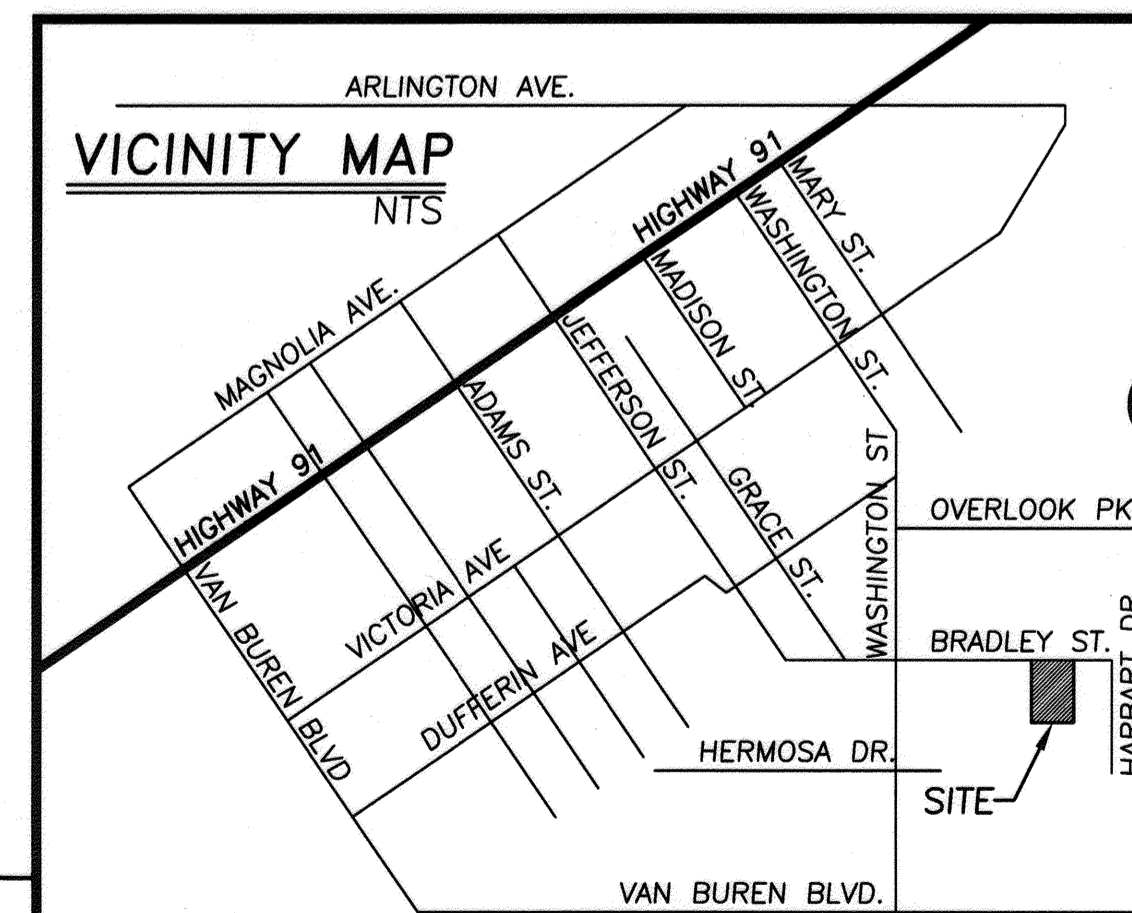 ARLINGTON AVE.
VICINITY MAP
NTS
HIGHWAY 91
MARY ST.
WASHINGTON ST.
MADISON ST.
MAGNOLIA AVE.
JEFFERSON ST.
ADAMS ST.
HIGHWAY 91
GRACE ST.
WASHINGTON ST
OVERLOOK PK
VAN BUREN BLVD
VICTORIA AVE
DUFFERIN AVE
BRADLEY ST.
HERMOSA DR.
SITE
VAN BUREN BLVD.